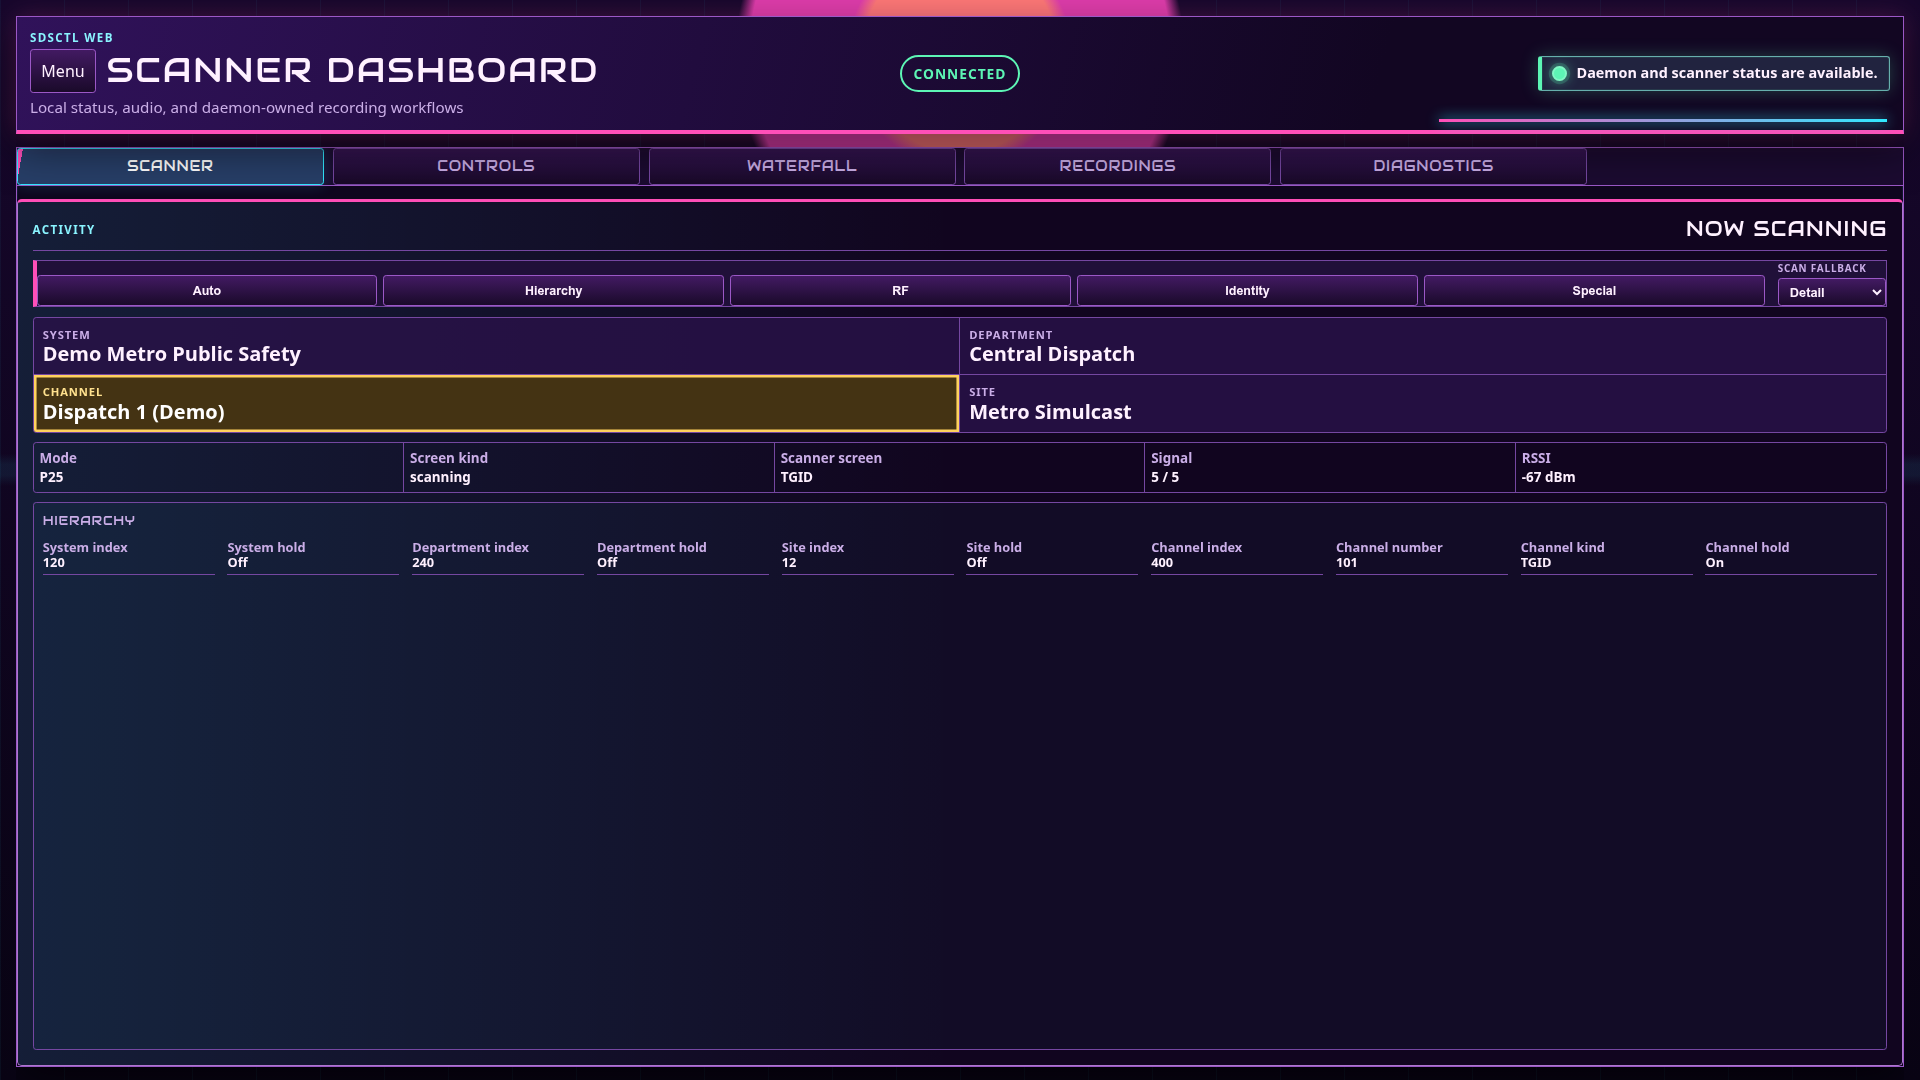 SDSCTL WEB
Menu
SCANNER DASHBOARD
Local status, audio, and daemon-owned recording workflows
CONNECTED
Daemon and scanner status are available.
SCANNER
CONTROLS
WATERFALL
RECORDINGS
DIAGNOSTICS
ACTIVITY
NOW SCANNING
Auto
Hierarchy
RF
Identity
Special
SCAN FALLBACK
Detail
SYSTEM
Demo Metro Public Safety
DEPARTMENT
Central Dispatch
CHANNEL
Dispatch 1 (Demo)
SITE
Metro Simulcast
Mode
P25
Screen kind
scanning
Scanner screen
TGID
Signal
5 / 5
RSSI
-67 dBm
HIERARCHY
System index
120
System hold
Off
Department index
240
Department hold
Off
Site index
12
Site hold
Off
Channel index
400
Channel number
101
Channel kind
TGID
Channel hold
On